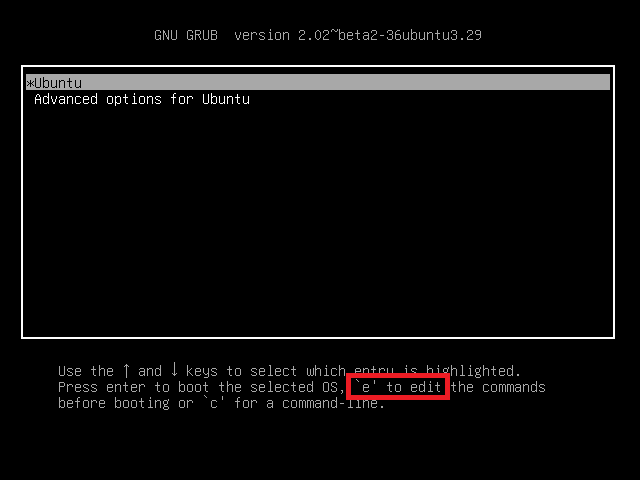 GNU GRUB  version 2.02~beta2-36ubuntu3.29
*Ubuntu
Advanced options for Ubuntu
Use the ↑ and ↓ keys to select which entry is highlighted.
Press enter to boot the selected OS, `e' to edit the commands
before booting or `c' for a command-line.